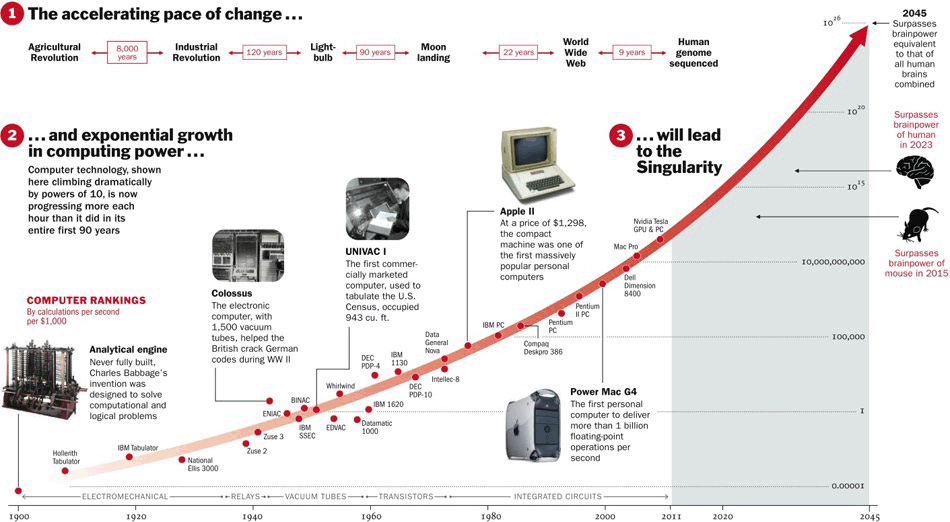 1 The accelerating pace of change . . .
Agricultural
Revolution
8,000
years
Industrial
Revolution
120 years
Light-
bulb
90 years
Moon
landing
22 years
World
Wide
Web
9 years
Human
genome
sequenced
2 . . . and exponential growth
in computing power . . .
Computer technology, shown
here climbing dramatically
by powers of 10, is now
progressing more each
hour than it did in its
entire first 90 years
COMPUTER RANKINGS
By calculations per second
per $1,000
Analytical engine
Never fully built,
Charles Babbage's
invention was
designed to solve
computational and
logical problems
Colossus
The electronic
computer, with
1,500 vacuum
tubes, helped the
British crack German
codes during WW II
UNIVAC I
The first commer-
cially marketed
computer, used to
tabulate the U.S.
Census, occupied
943 cu. ft.
Apple II
At a price of $1,298,
the compact
machine was one of
the first massively
popular personal
computers
Power Mac G4
The first personal
computer to deliver
more than 1 billion
floating-point
operations per
second
3 . . . will lead
to the
Singularity
2045
Surpasses
brainpower
equivalent
to that of
all human
brains
combined
Surpasses
brainpower
of human
in 2023
Surpasses
brainpower of
mouse in 2015
10^26
10^20
10^15
10,000,000,000
100,000
1
0.00001
Hollerith
Tabulator
IBM Tabulator
National
Ellis 3000
Zuse 2
Zuse 3
ENIAC
BINAC
IBM
SSEC
Whirlwind
EDVAC
DEC
PDP-4
IBM
1130
IBM 1620
Datamatic
1000
DEC
PDP-10
Data
General
Nova
Intellec-8
IBM PC
Compaq
Deskpro 386
Pentium
PC
Pentium
II PC
Dell
Dimension
8400
Mac Pro
Nvidia Tesla
GPU & PC
ELECTROMECHANICAL
RELAYS
VACUUM TUBES
TRANSISTORS
INTEGRATED CIRCUITS
1900
1920
1940
1960
1980
2000
2011
2020
2045